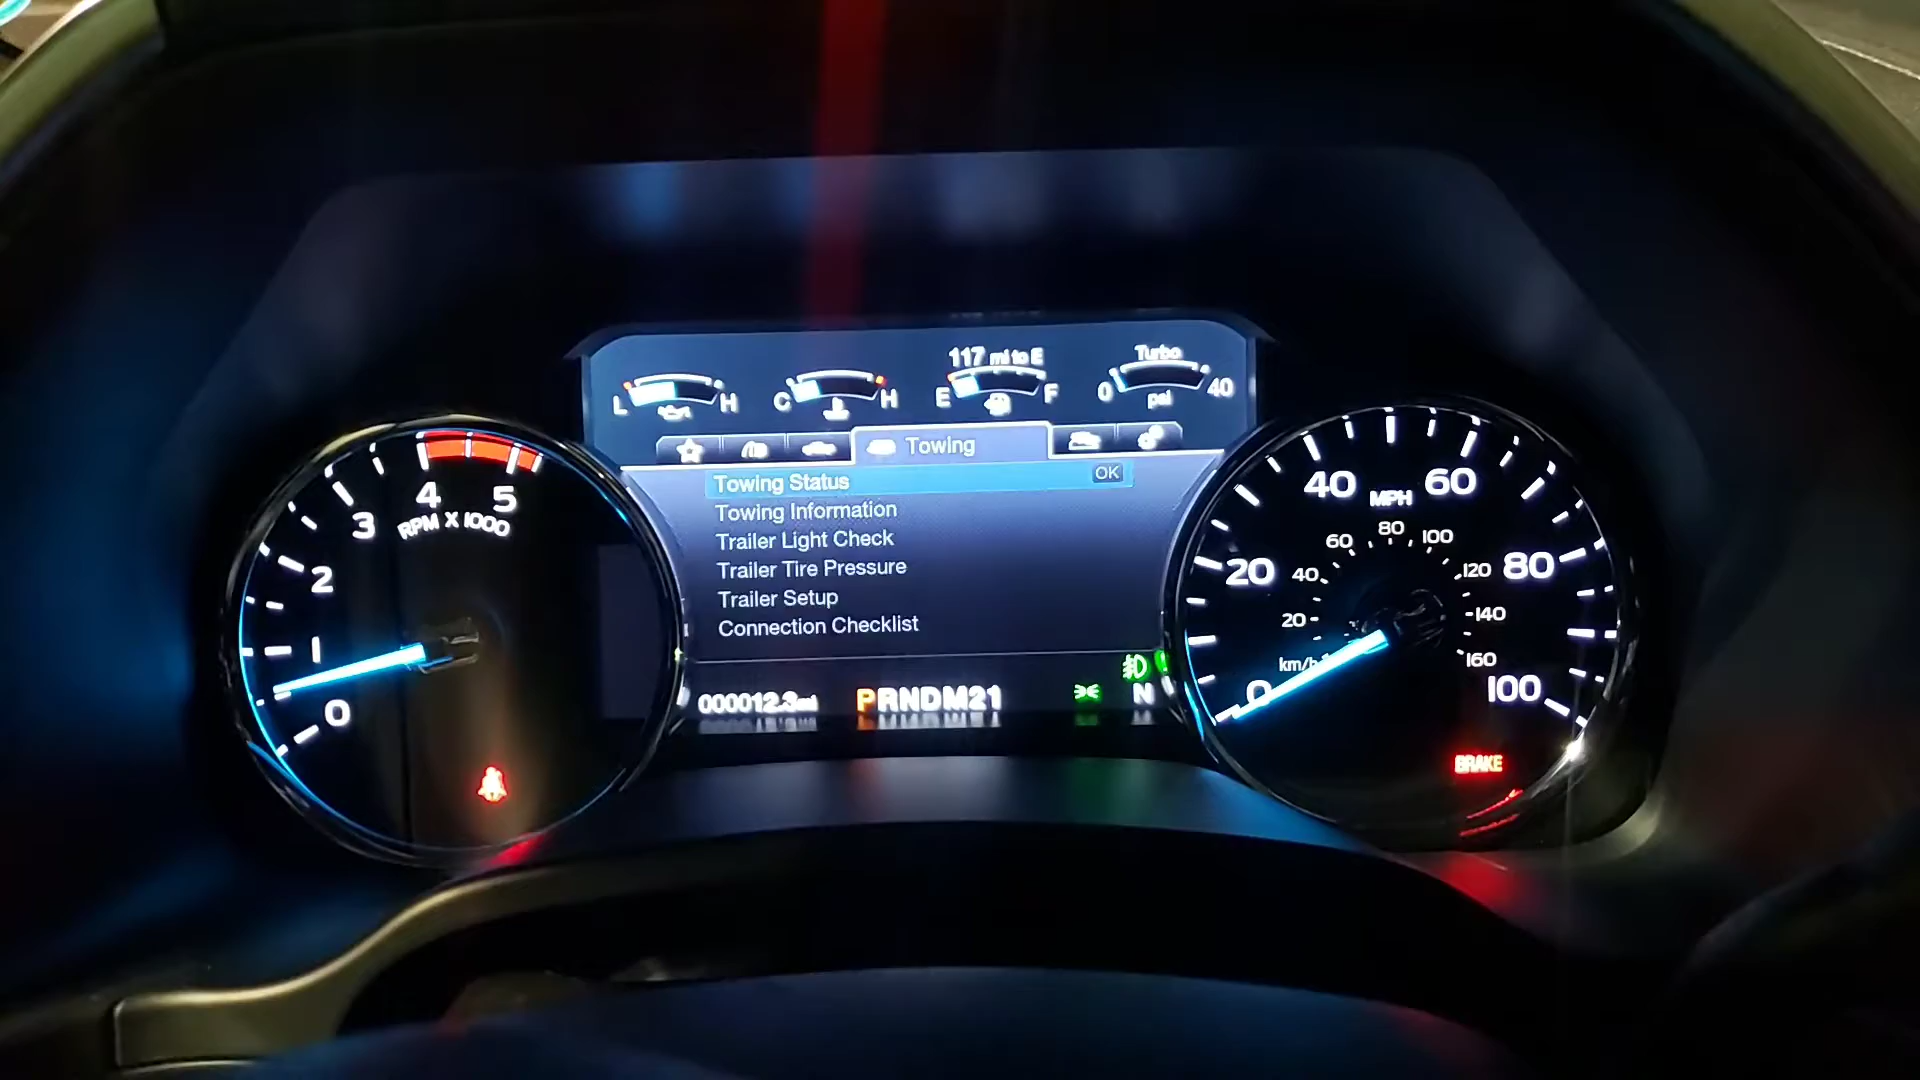 117 mi to E
Turbo
L H
C H
E F
0 40
psi
Towing
Towing Status OK
Towing Information
Trailer Light Check
Trailer Tire Pressure
Trailer Setup
Connection Checklist
000012.3mi PRNDM21 N
0 1 2 3 4 5
RPM X 1000
0 20 40 60 80 100
MPH
20 40 60 80 100 120 140 160
km/h
BRAKE